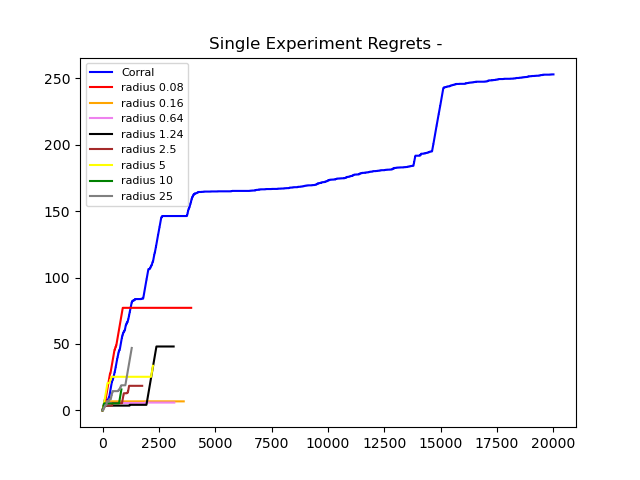 Single Experiment Regrets -
Corral
radius 0.08
radius 0.16
radius 0.64
radius 1.24
radius 2.5
radius 5
radius 10
radius 25
250
200
150
100
50
0
0 2500 5000 7500 10000 12500 15000 17500 20000